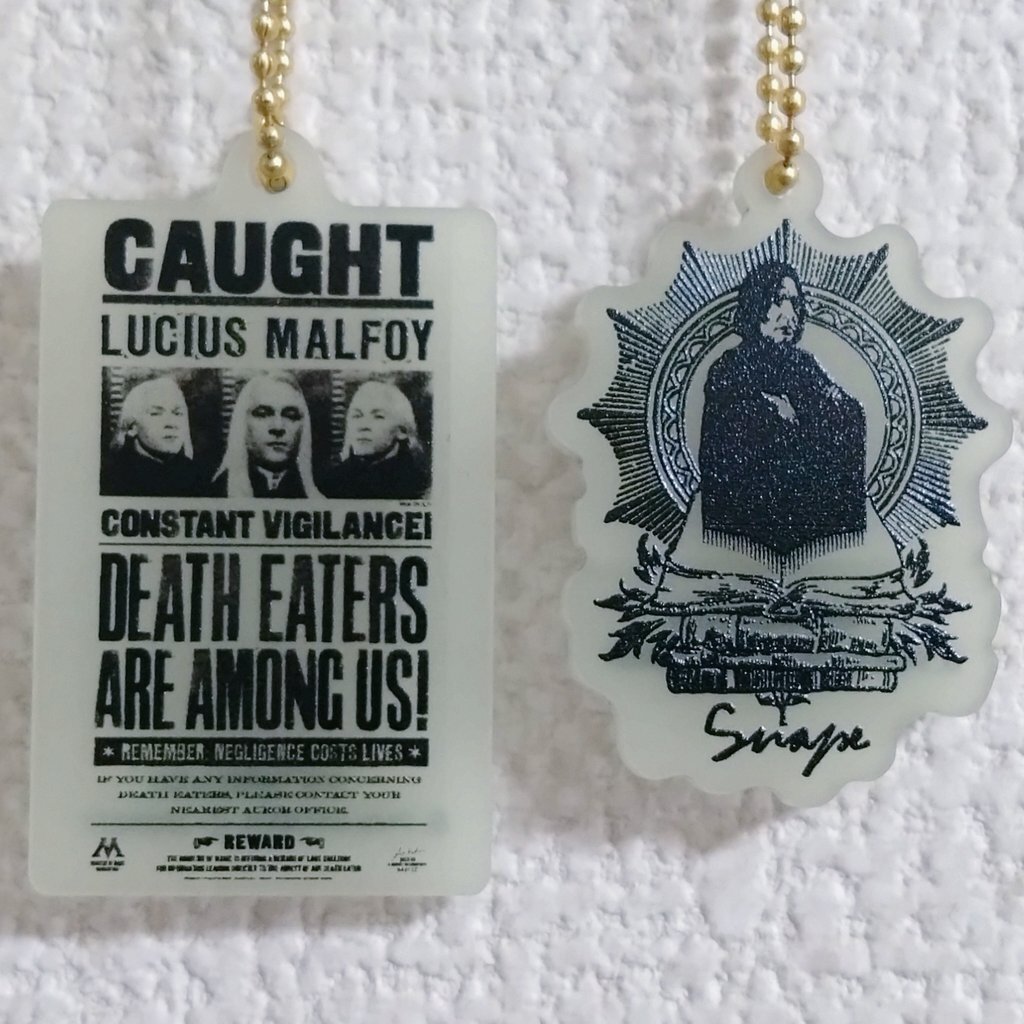 CAUGHT
LUCIUS MALFOY
CONSTANT VIGILANCE!
DEATH EATERS
ARE AMONG US!
* REMEMBER: NEGLIGENCE COSTS LIVES *
IF YOU HAVE ANY INFORMATION CONCERNING
DEATH EATERS, PLEASE CONTACT YOUR
NEAREST AUROR OFFICE.
REWARD
Snape